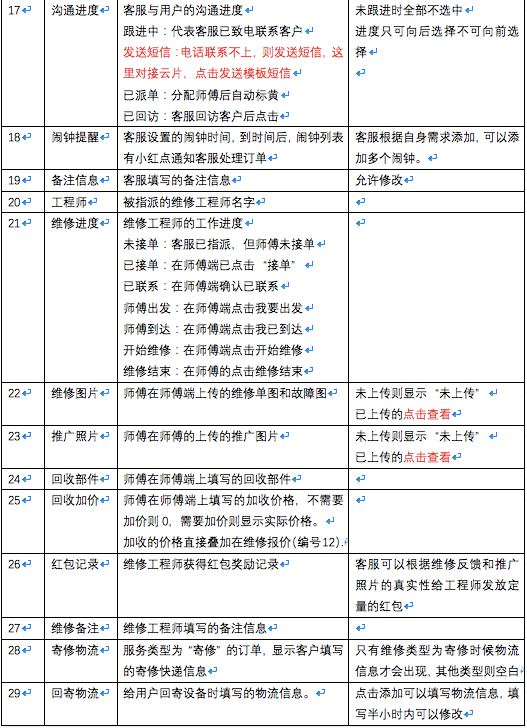 17 沟通进度 客服与用户的沟通进度 未跟进时全部不选中
跟进中：代表客服已致电联系客户 进度只可向后选择不可向前选
发送短信：电话联系不上，则发送短信，这 择
里对接云片，点击发送模板短信
已派单：分配师傅后自动标黄
已回访：客服回访客户后点击
18 闹钟提醒 客服设置的闹钟时间，到时间后，闹钟列表 客服根据自身需求添加，可以添
有小红点通知客服处理订单 加多个闹钟。
19 备注信息 客服填写的备注信息 允许修改
20 工程师 被指派的维修工程师名字
21 维修进度 维修工程师的工作进度
未接单：客服已指派，但师傅未接单
已接单：在师傅端已点击“接单”
已联系：在师傅端确认已联系
师傅出发：在师傅端点击我要出发
师傅到达：在师傅端点击我已到达
开始维修：在师傅端点击开始维修
维修结束：在师傅的点击维修结束
22 维修图片 师傅在师傅端上传的维修单图和故障图 未上传则显示“未上传”
已上传的点击查看
23 推广照片 师傅在师傅的上传的推广图片 未上传则显示“未上传”
已上传的点击查看
24 回收部件 师傅在师傅端上填写的回收部件
25 回收加价 师傅在师傅端上填写的加收价格，不需要
加价则 0，需要加价则显示实际价格。
加收的价格直接叠加在维修报价(编号12).
26 红包记录 维修工程师获得红包奖励记录 客服可以根据维修反馈和推广
照片的真实性给工程师发放定
量的红包
27 维修备注 维修工程师填写的备注信息
28 寄修物流 服务类型为“寄修”的订单，显示客户填写 只有维修类型为寄修时候物流
的寄修快递信息 信息才会出现，其他类型则空白
29 回寄物流 给用户回寄设备时填写的物流信息。 点击添加可以填写物流信息，填
写半小时内可以修改